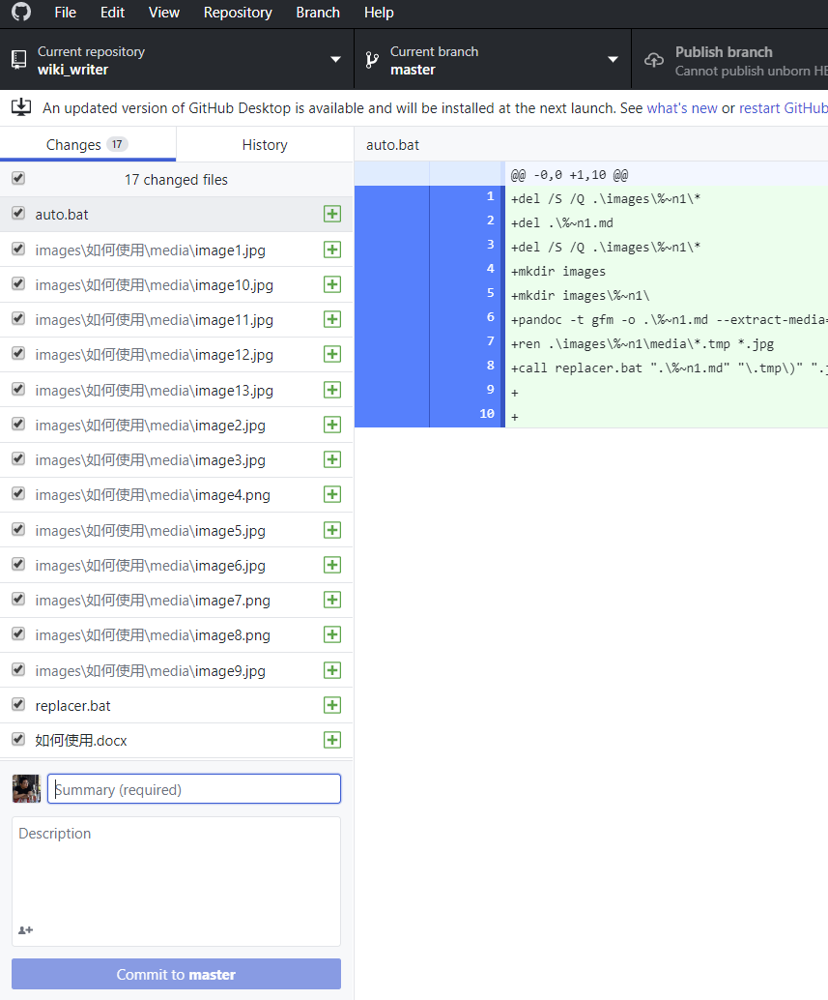 File Edit View Repository Branch Help
Current repository
wiki_writer
Current branch
master
Publish branch
Cannot publish unborn HE
An updated version of GitHub Desktop is available and will be installed at the next launch. See what's new or restart GitHub
Changes 17
History
auto.bat
17 changed files
auto.bat
images\如何使用\media\image1.jpg
images\如何使用\media\image10.jpg
images\如何使用\media\image11.jpg
images\如何使用\media\image12.jpg
images\如何使用\media\image13.jpg
images\如何使用\media\image2.jpg
images\如何使用\media\image3.jpg
images\如何使用\media\image4.png
images\如何使用\media\image5.jpg
images\如何使用\media\image6.jpg
images\如何使用\media\image7.png
images\如何使用\media\image8.png
images\如何使用\media\image9.jpg
replacer.bat
如何使用.docx
Summary (required)
Description
Commit to master
@@ -0,0 +1,10 @@
1 +del /S /Q .\images\%~n1\*
2 +del .\%~n1.md
3 +del /S /Q .\images\%~n1\*
4 +mkdir images
5 +mkdir images\%~n1\
6 +pandoc -t gfm -o .\%~n1.md --extract-media=
7 +ren .\images\%~n1\media\*.tmp *.jpg
8 +call replacer.bat ".\%~n1.md" "\.tmp\)" ".j
9 +
10 +